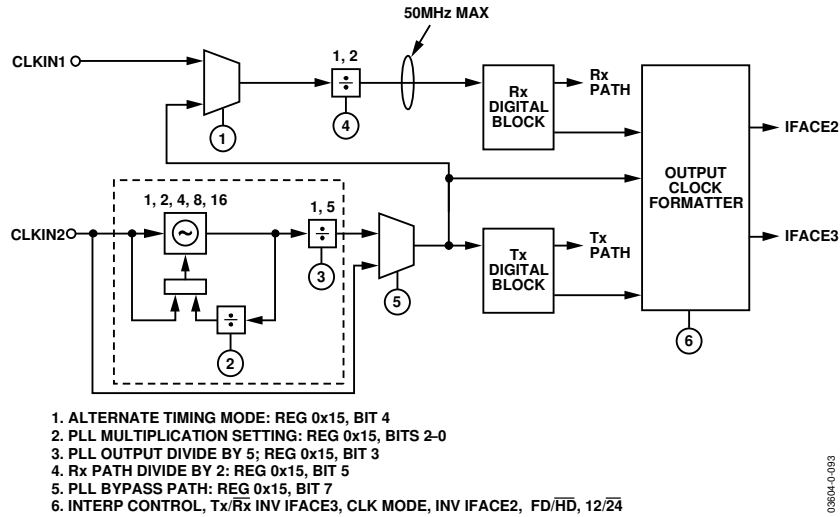 50MHz MAX
CLKIN1
1, 2
÷
4
1
Rx
DIGITAL
BLOCK
Rx
PATH
IFACE2
OUTPUT
CLOCK
FORMATTER
IFACE3
6
CLKIN2
1, 2, 4, 8, 16
~
÷
2
1, 5
÷
3
5
Tx
DIGITAL
BLOCK
Tx
PATH
1. ALTERNATE TIMING MODE: REG 0x15, BIT 4
2. PLL MULTIPLICATION SETTING: REG 0x15, BITS 2–0
3. PLL OUTPUT DIVIDE BY 5; REG 0x15, BIT 3
4. Rx PATH DIVIDE BY 2: REG 0x15, BIT 5
5. PLL BYPASS PATH: REG 0x15, BIT 7
6. INTERP CONTROL, Tx/R̅x̅ INV IFACE3, CLK MODE, INV IFACE2, FD/H̅D̅, 12/2̅4̅
03604-0-093